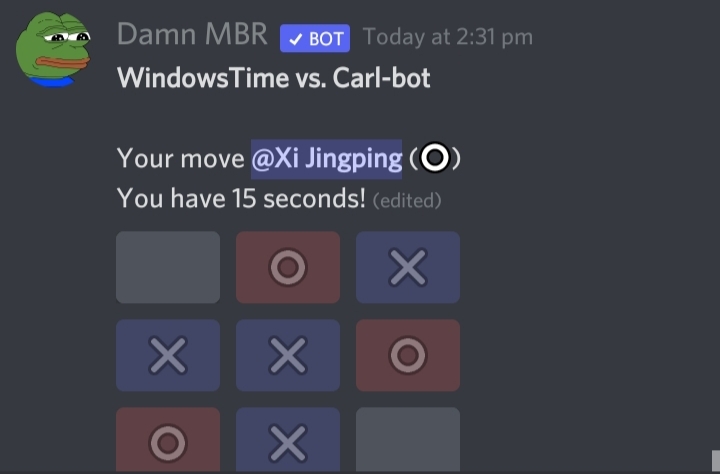 Damn MBR ✓ BOT Today at 2:31 pm
WindowsTime vs. Carl-bot
Your move @Xi Jingping (O)
You have 15 seconds! (edited)
O X
X X O
O X